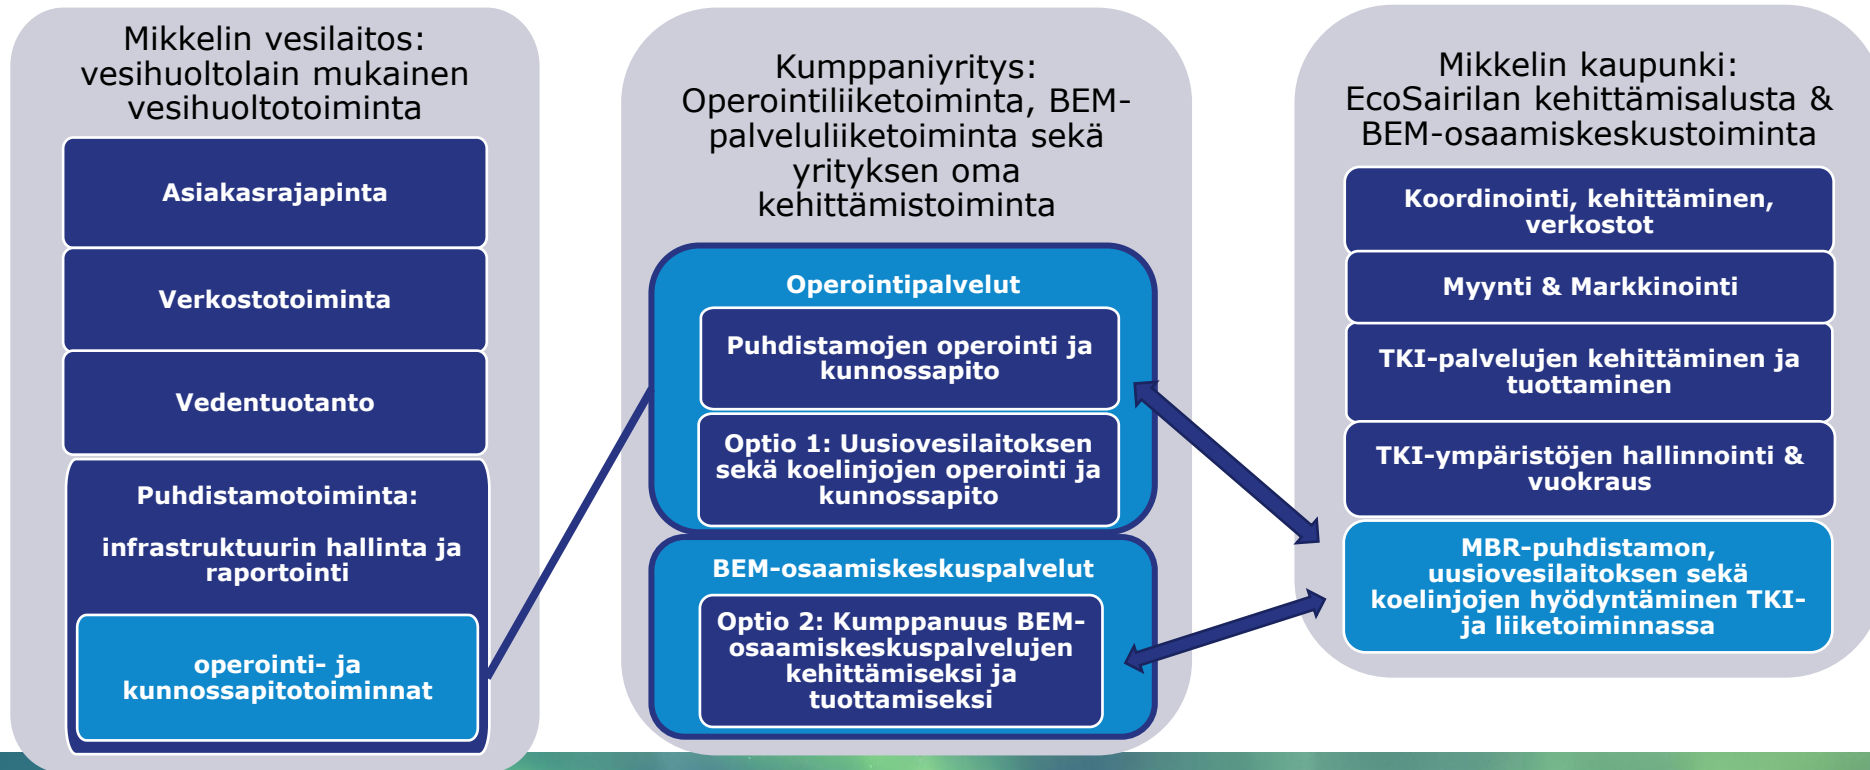 Mikkelin vesilaitos:
vesihuoltolain mukainen
vesihuoltotoiminta
Asiakasrajapinta
Verkostotoiminta
Vedentuotanto
Puhdistamotoiminta:
infrastruktuurin hallinta ja
raportointi
operointi- ja
kunnossapitotoiminnat
Kumppaniyritys:
Operointiliiketoiminta, BEM-
palveluliiketoiminta sekä
yrityksen oma
kehittämistoiminta
Operointipalvelut
Puhdistamojen operointi ja
kunnossapito
Optio 1: Uusiovesilaitoksen
sekä koelinjojen operointi ja
kunnossapito
BEM-osaamiskeskuspalvelut
Optio 2: Kumppanuus BEM-
osaamiskeskuspalvelujen
kehittämiseksi ja
tuottamiseksi
Mikkelin kaupunki:
EcoSairilan kehittämisalusta &
BEM-osaamiskeskustoiminta
Koordinointi, kehittäminen,
verkostot
Myynti & Markkinointi
TKI-palvelujen kehittäminen ja
tuottaminen
TKI-ympäristöjen hallinnointi &
vuokraus
MBR-puhdistamon,
uusiovesilaitoksen sekä
koelinjojen hyödyntäminen TKI-
ja liiketoiminnassa